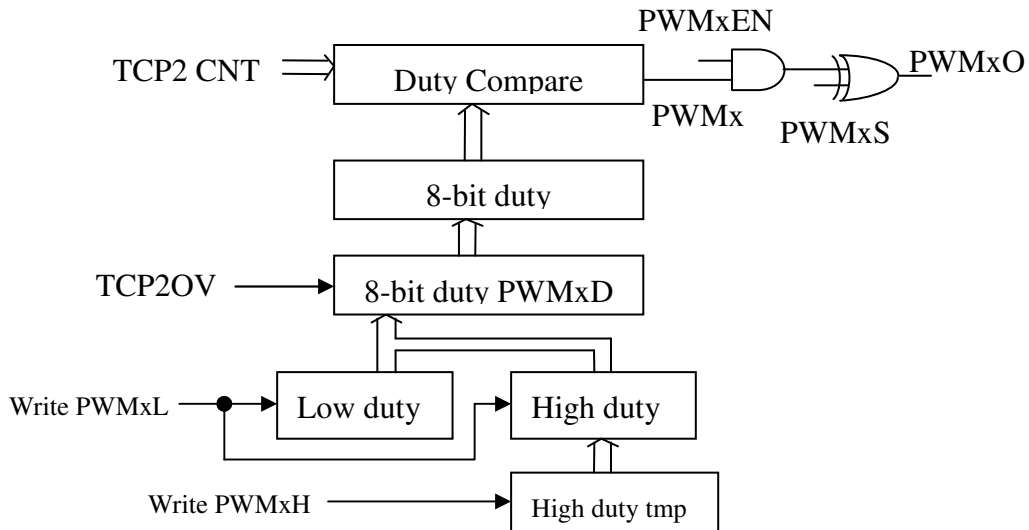 PWMxEN
TCP2 CNT
Duty Compare
PWMxO
PWMx
PWMxS
8-bit duty
TCP2OV
8-bit duty PWMxD
Write PWMxL
Low duty
High duty
Write PWMxH
High duty tmp